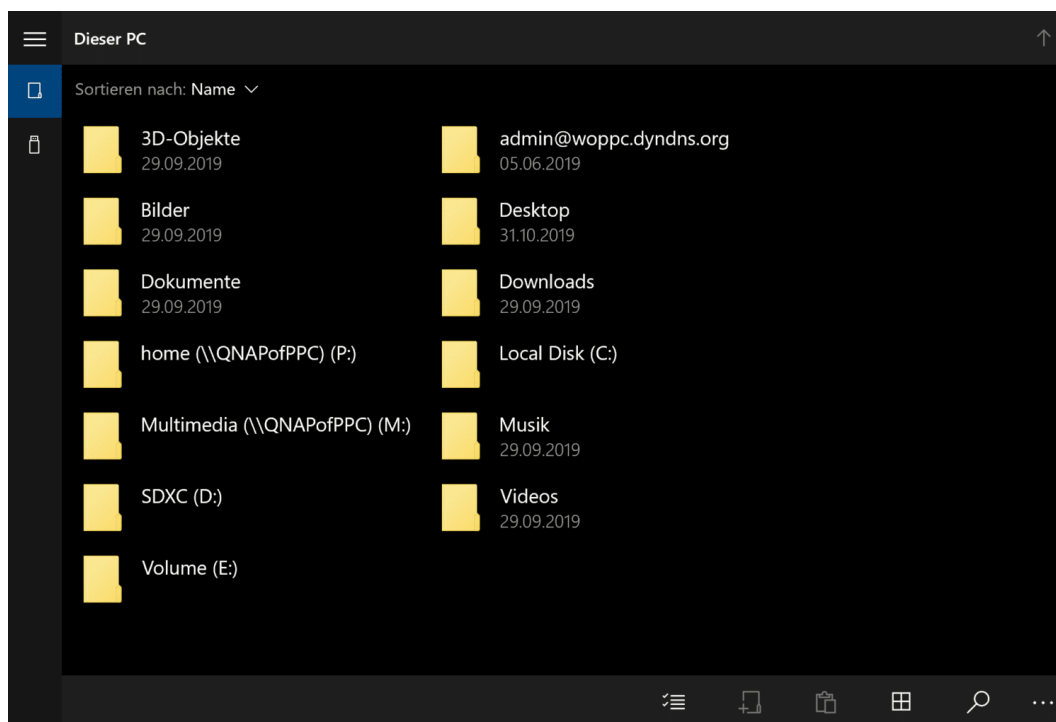 Dieser PC
Sortieren nach: Name
3D-Objekte
29.09.2019
admin@woppc.dyndns.org
05.06.2019
Bilder
29.09.2019
Desktop
31.10.2019
Dokumente
29.09.2019
Downloads
29.09.2019
home (\\QNAPofPPC) (P:)
Local Disk (C:)
Multimedia (\\QNAPofPPC) (M:)
Musik
29.09.2019
SDXC (D:)
Videos
29.09.2019
Volume (E:)